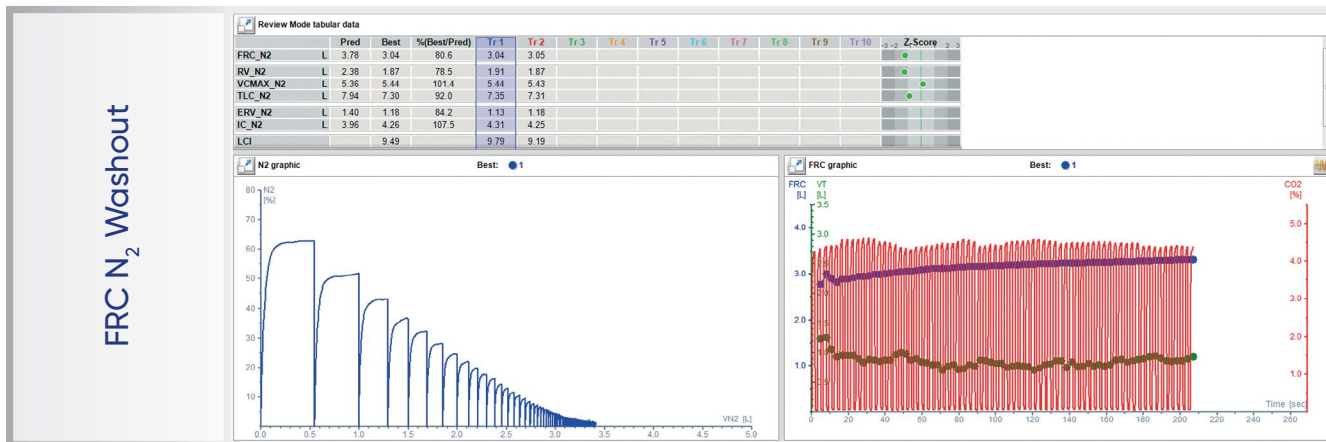 FRC N₂ Washout
Review Mode tabular data
Pred Best %(Best/Pred) Tr 1 Tr 2 Tr 3 Tr 4 Tr 5 Tr 6 Tr 7 Tr 8 Tr 9 Tr 10 -3 -2 Z-Score 2 3
FRC_N2 L 3.78 3.04 80.6 3.04 3.05
RV_N2 L 2.38 1.87 78.5 1.91 1.87
VCMAX_N2 L 5.36 5.44 101.4 5.44 5.43
TLC_N2 L 7.94 7.30 92.0 7.35 7.31
ERV_N2 L 1.40 1.18 84.2 1.13 1.18
IC_N2 L 3.96 4.26 107.5 4.31 4.25
LCI 9.49 9.79 9.19
N2 graphic Best: 1
80 N2
[%]
70
60
50
40
30
20
10
VN2 [L]
0.0 0.5 1.0 1.5 2.0 2.5 3.0 3.5 4.0 4.5 5.0
FRC graphic Best: 1
FRC VT CO2
[L] [L] [%]
3.5
4.0 3.0 5.0
3.0 4.0
3.0
2.0 2.0
1.0 1.0
Time [sec]
0 20 40 60 80 100 120 140 160 180 200 220 240 260